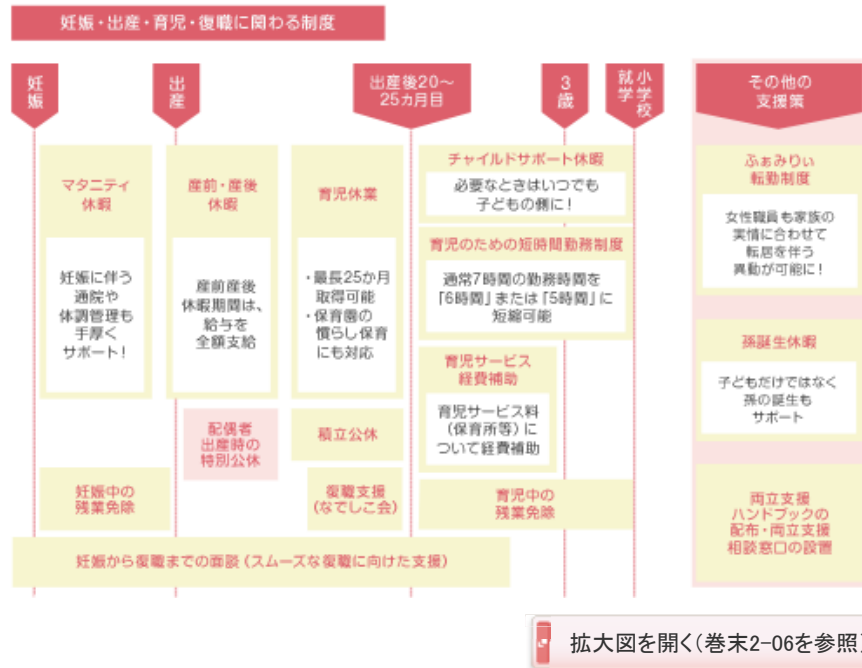 妊娠・出産・育児・復職に関わる制度
妊娠
出産
出産後20〜
25カ月目
3歳
小学校
就学
その他の
支援策
マタニティ
休暇
妊娠に伴う
通院や
体調管理も
手厚く
サポート!
産前・産後
休暇
産前産後
休暇期間は、
給与を
全額支給
育児休業
・最長25か月
取得可能
・保育園の
慣らし保育
にも対応
チャイルドサポート休暇
必要なときはいつでも
子どもの側に!
育児のための短時間勤務制度
通常7時間の勤務時間を
「6時間」または「5時間」に
短縮可能
育児サービス
経費補助
育児サービス料
(保育所等)に
ついて経費補助
配偶者
出産時の
特別公休
積立公休
妊娠中の
残業免除
復職支援
(なでしこ会)
育児中の
残業免除
妊娠から復職までの面談(スムーズな復職に向けた支援)
ふぁみりぃ
転勤制度
女性職員も家族の
実情に合わせて
転居を伴う
異動が可能に!
孫誕生休暇
子どもだけではなく
孫の誕生も
サポート
両立支援
ハンドブックの
配布・両立支援
相談窓口の設置
拡大図を開く(巻末2-06を参照)